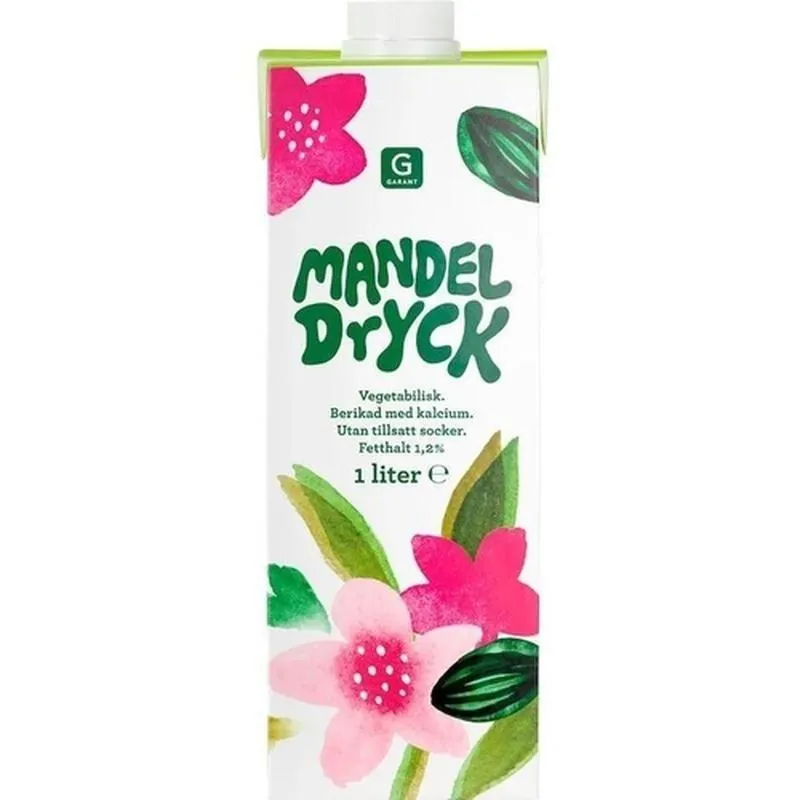 G
GARANT
MANDEL
DrYCK
Vegetabilisk.
Berikad med kalcium.
Utan tillsatt socker.
Fetthalt 1,2%
1 liter ℮